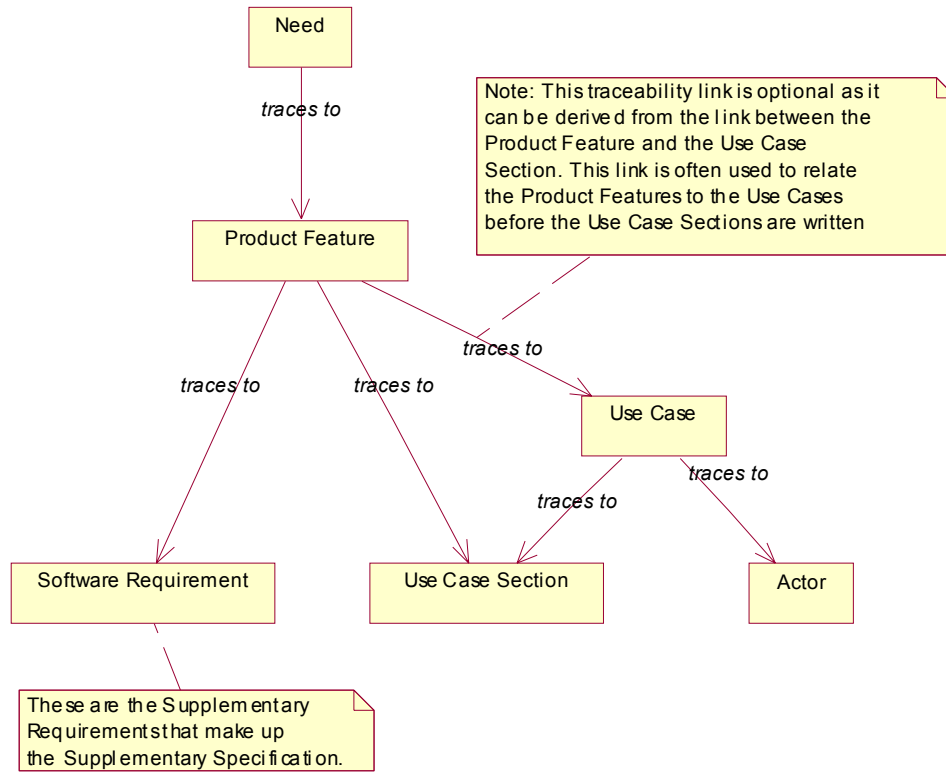 Need
traces to
Note: This traceability link is optional as it
can be derived from the link between the
Product Feature and the Use Case
Section. This link is often used to relate
the Product Features to the Use Cases
before the Use Case Sections are written
Product Feature
traces to
traces to
traces to
Use Case
traces to
traces to
Software Requirement
Use Case Section
Actor
These are the Supplementary
Requirements that make up
the Supplementary Specification.